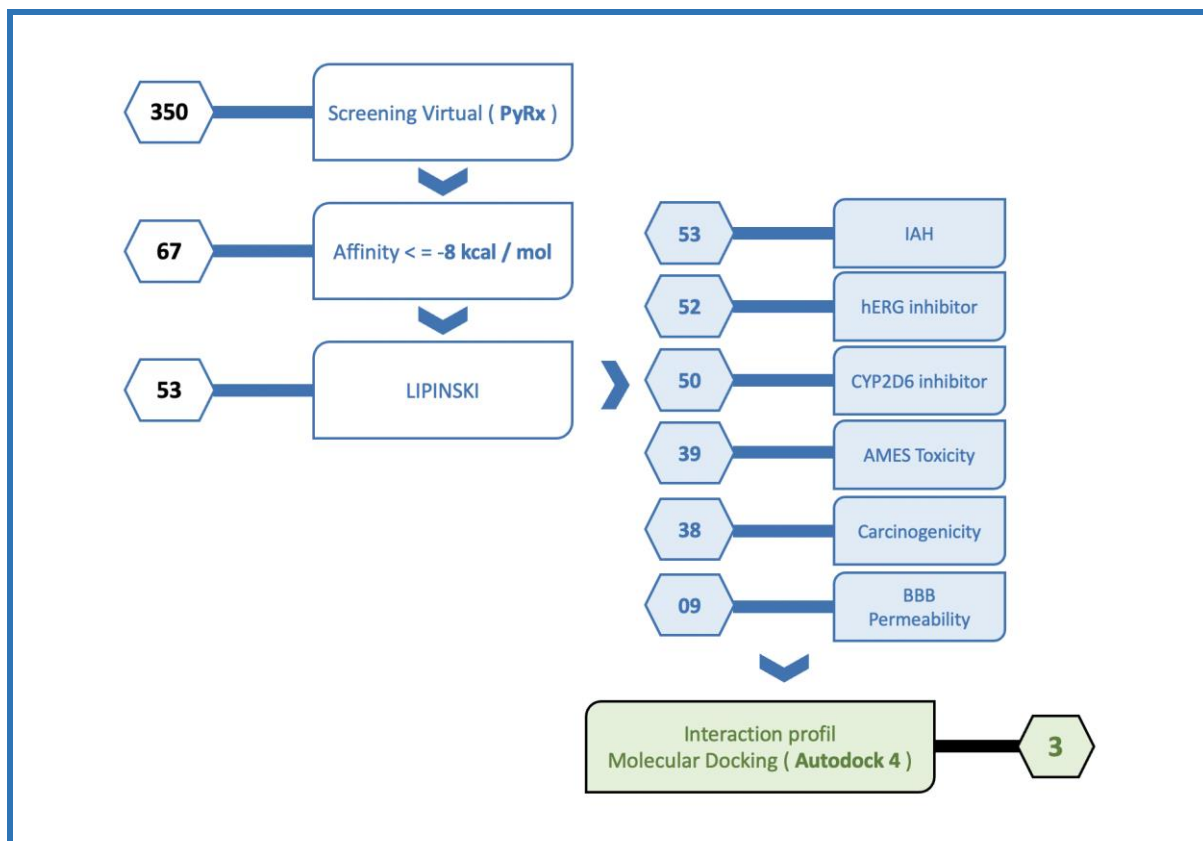 350
Screening Virtual ( PyRx )
67
Affinity < = -8 kcal / mol
53
LIPINSKI
53
IAH
52
hERG inhibitor
50
CYP2D6 inhibitor
39
AMES Toxicity
38
Carcinogenicity
09
BBB
Permeability
Interaction profil
Molecular Docking ( Autodock 4 )
3